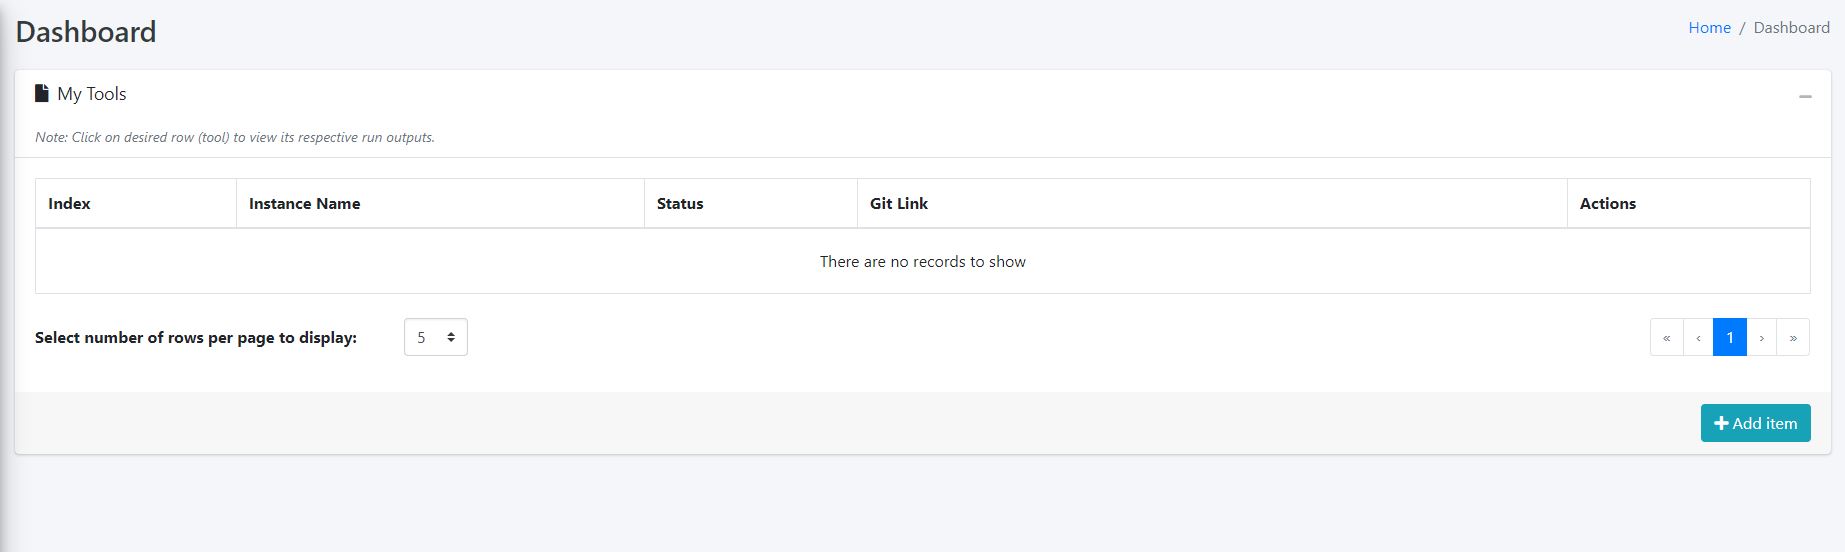 Dashboard
Home / Dashboard
My Tools
Note: Click on desired row (tool) to view its respective run outputs.
Index Instance Name Status Git Link Actions
There are no records to show
Select number of rows per page to display: 5 « ‹ 1 › »
Add item